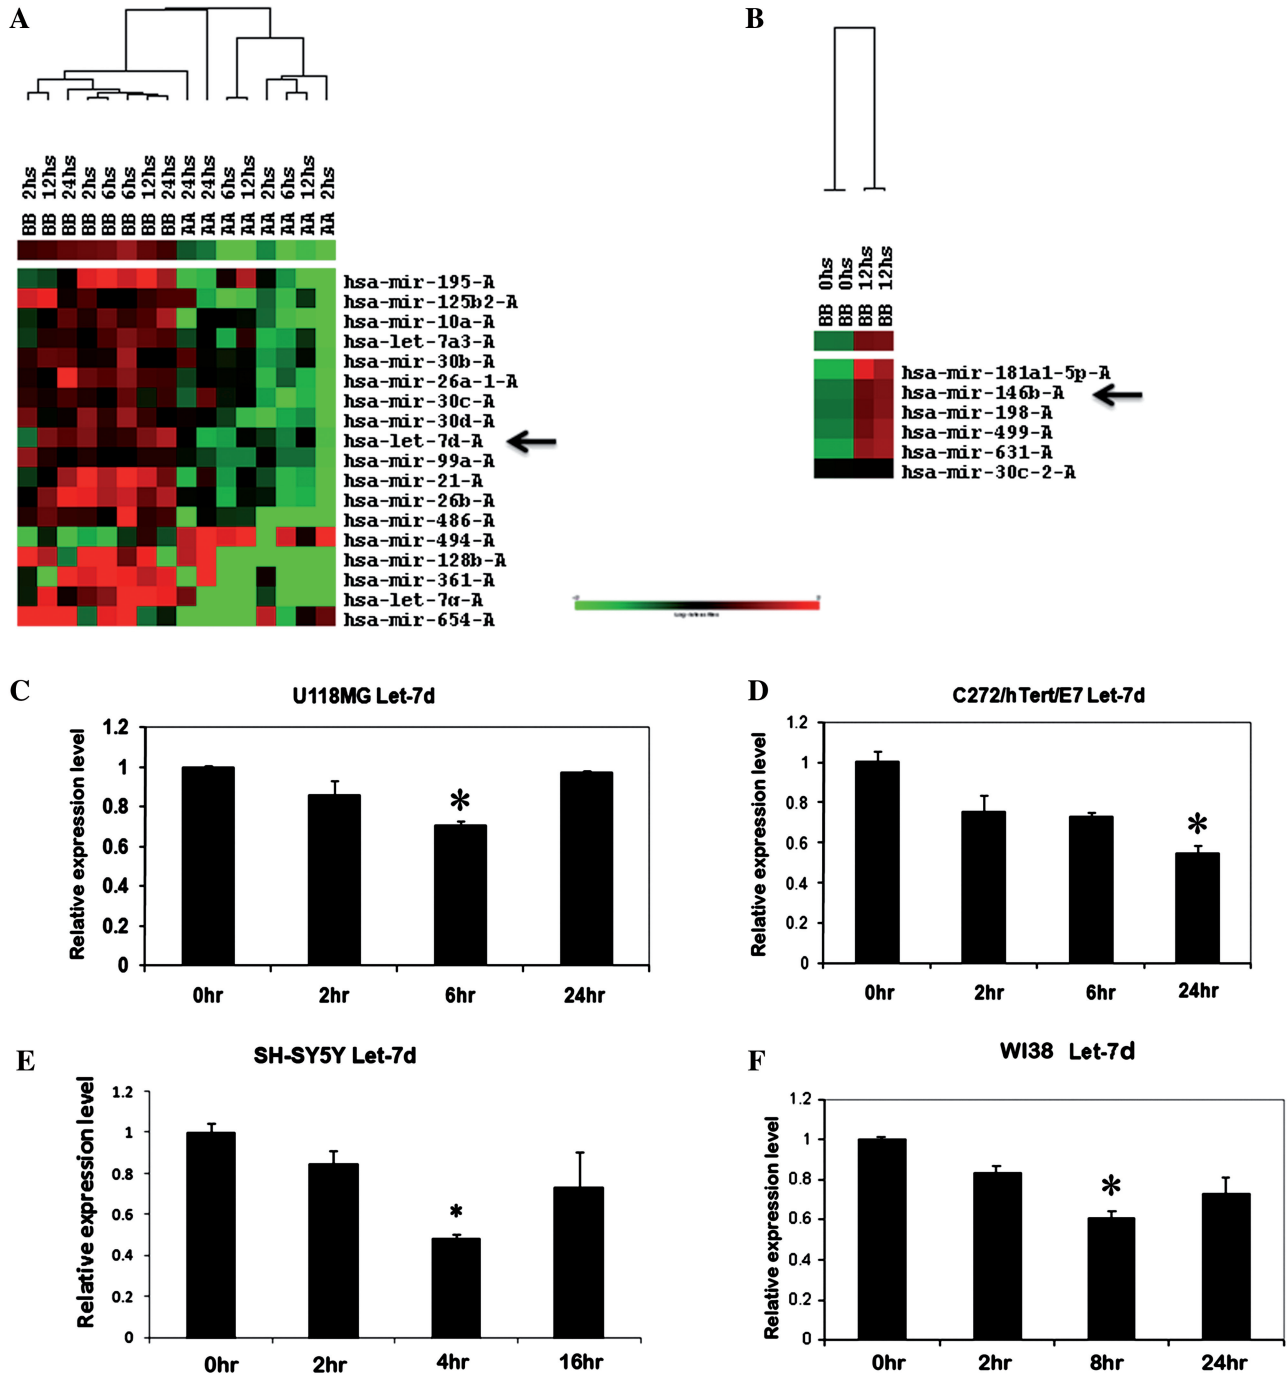 A
BB 2hs
BB 12hs
BB 24hs
BB 2hs
BB 6hs
BB 6hs
BB 12hs
BB 24hs
AA 24hs
AA 24hs
AA 6hs
AA 12hs
AA 2hs
AA 6hs
AA 12hs
AA 2hs
hsa-mir-195-A
hsa-mir-125b2-A
hsa-mir-10a-A
hsa-let-7a3-A
hsa-mir-30b-A
hsa-mir-26a-1-A
hsa-mir-30c-A
hsa-mir-30d-A
hsa-let-7d-A
hsa-mir-99a-A
hsa-mir-21-A
hsa-mir-26b-A
hsa-mir-486-A
hsa-mir-494-A
hsa-mir-128b-A
hsa-mir-361-A
hsa-let-7g-A
hsa-mir-654-A
B
BB 0hs
BB 0hs
BB 12hs
BB 12hs
hsa-mir-181a1-5p-A
hsa-mir-146b-A
hsa-mir-198-A
hsa-mir-499-A
hsa-mir-631-A
hsa-mir-30c-2-A
C
U118MG Let-7d
Relative expression level
1.2
1
0.8
0.6
0.4
0.2
0
*
0hr 2hr 6hr 24hr
D
C272/hTert/E7 Let-7d
Relative expression level
1.2
1
0.8
0.6
0.4
0.2
0
*
0hr 2hr 6hr 24hr
E
SH-SY5Y Let-7d
Relative expression level
1.2
1
0.8
0.6
0.4
0.2
0
*
0hr 2hr 4hr 16hr
F
WI38 Let-7d
Relative expression level
1.2
1
0.8
0.6
0.4
0.2
0
*
0hr 2hr 8hr 24hr